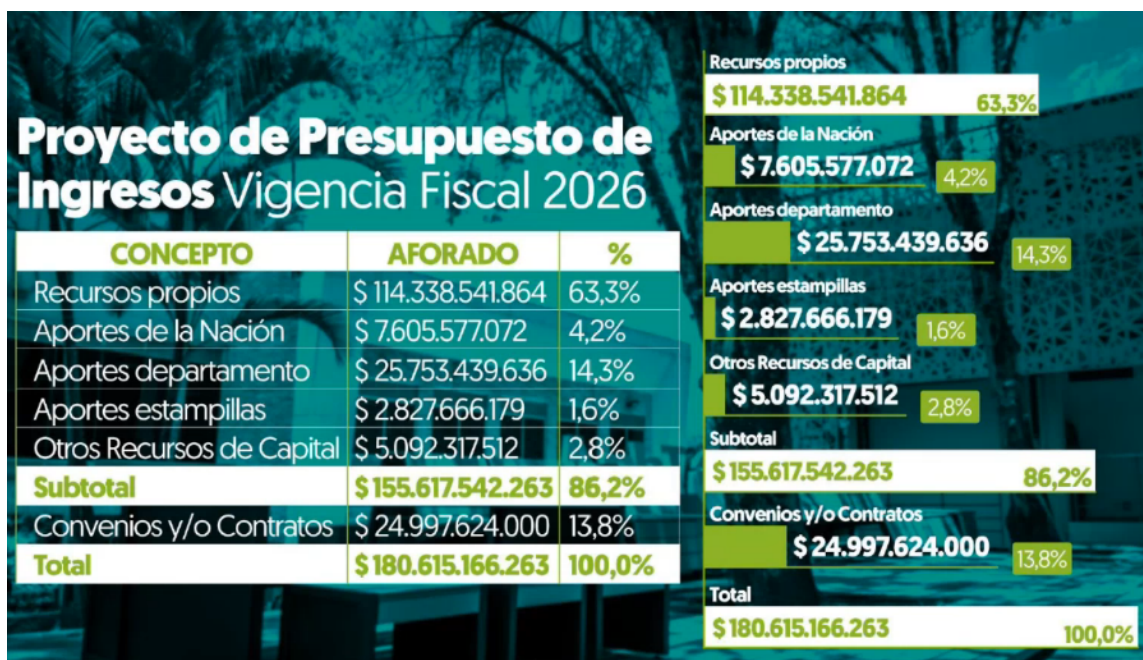 Proyecto de Presupuesto de
Ingresos Vigencia Fiscal 2026
CONCEPTO AFORADO %
Recursos propios $ 114.338.541.864 63,3%
Aportes de la Nación $ 7.605.577.072 4,2%
Aportes departamento $ 25.753.439.636 14,3%
Aportes estampillas $ 2.827.666.179 1,6%
Otros Recursos de Capital $ 5.092.317.512 2,8%
Subtotal $155.617.542.263 86,2%
Convenios y/o Contratos $ 24.997.624.000 13,8%
Total $180.615.166.263 100,0%
Recursos propios
$ 114.338.541.864 63,3%
Aportes de la Nación
$ 7.605.577.072 4,2%
Aportes departamento
$ 25.753.439.636 14,3%
Aportes estampillas
$ 2.827.666.179 1,6%
Otros Recursos de Capital
$ 5.092.317.512 2,8%
Subtotal
$155.617.542.263 86,2%
Convenios y/o Contratos
$ 24.997.624.000 13,8%
Total
$180.615.166.263 100,0%